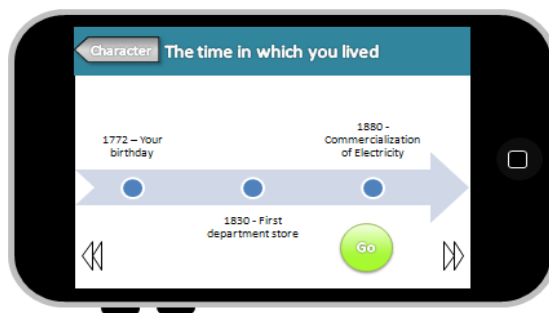 Character
The time in which you lived
1772 – Your
birthday
1880 -
Commercialization
of Electricity
1830 - First
department store
Go